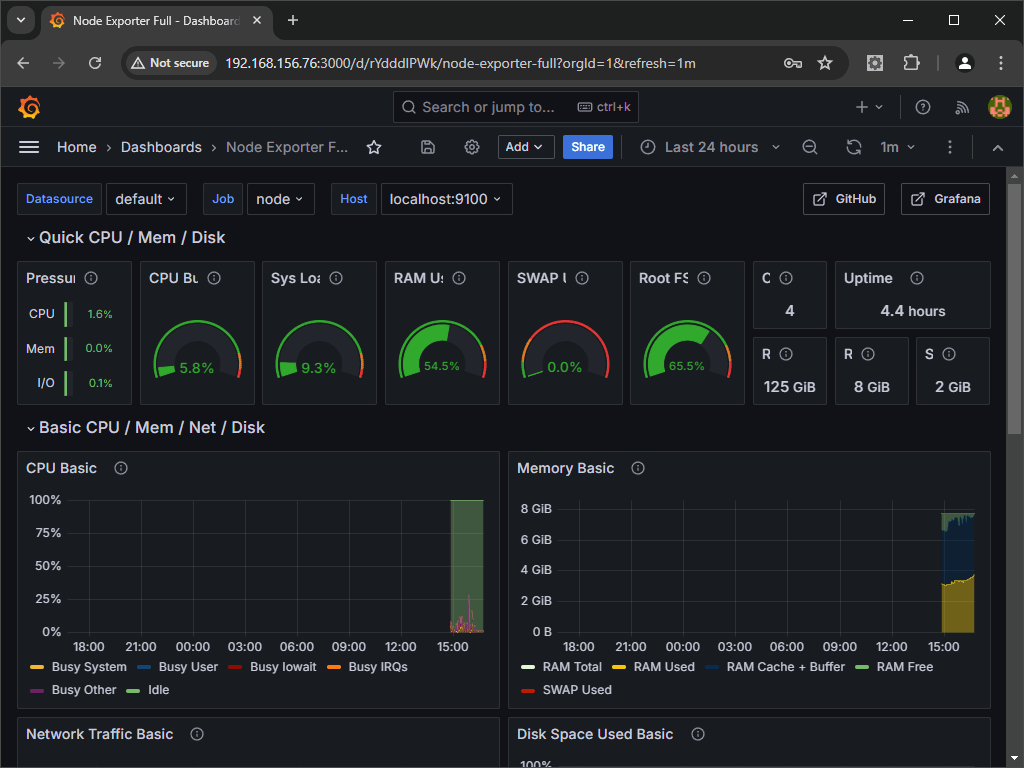 Node Exporter Full - Dashboard
Not secure 192.168.156.76:3000/d/rYdddlPWk/node-exporter-full?orgId=1&refresh=1m
Search or jump to... ctrl+k
Home Dashboards Node Exporter F... Add Share Last 24 hours 1m
Datasource default Job node Host localhost:9100 GitHub Grafana
Quick CPU / Mem / Disk
Pressur CPU Bu Sys Loa RAM Us SWAP U Root FS C Uptime
CPU 1.6%
Mem 0.0%
I/O 0.1%
5.8% 9.3% 54.5% 0.0% 65.5%
4 4.4 hours
R R S
125 GiB 8 GiB 2 GiB
Basic CPU / Mem / Net / Disk
CPU Basic
100%
75%
50%
25%
0%
18:00 21:00 00:00 03:00 06:00 09:00 12:00 15:00
Busy System Busy User Busy Iowait Busy IRQs
Busy Other Idle
Memory Basic
8 GiB
6 GiB
4 GiB
2 GiB
0 B
18:00 21:00 00:00 03:00 06:00 09:00 12:00 15:00
RAM Total RAM Used RAM Cache + Buffer RAM Free
SWAP Used
Network Traffic Basic
Disk Space Used Basic
100%